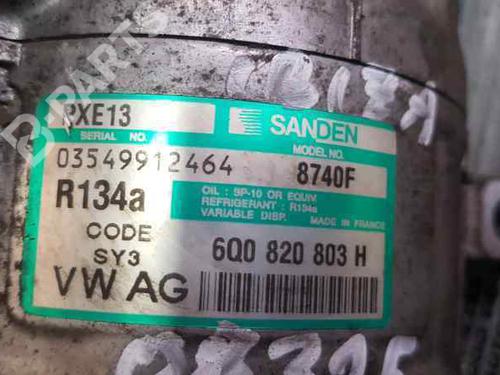 B-PARTS
IBIZA
PXE13
SANDEN
SERIAL NO.
MODEL NO.
03549912464
8740F
R134a
OIL : SP-10 OR EQUIV.
REFRIGERANT : R134a
VARIABLE DISP.
MADE IN FRANCE
CODE
SY3
6Q0 820 803 H
VW AG